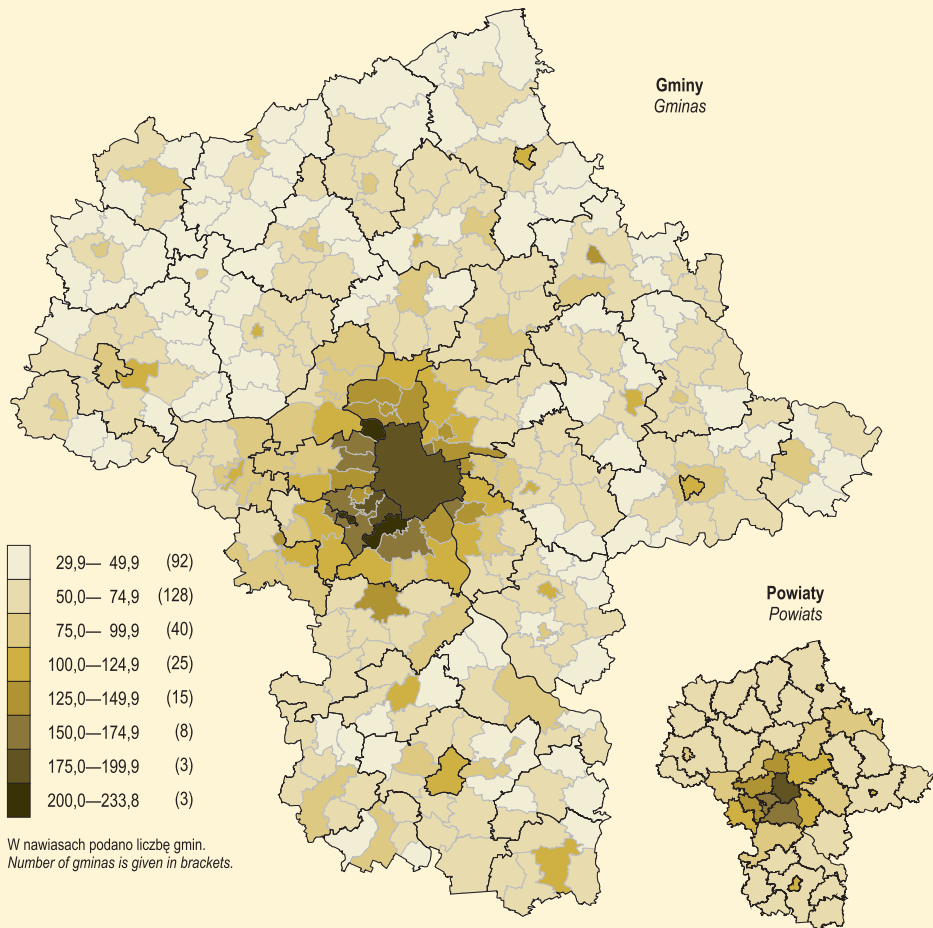 Gminy
Gminas
29,9— 49,9 (92)
50,0— 74,9 (128)
75,0— 99,9 (40)
100,0—124,9 (25)
125,0—149,9 (15)
150,0—174,9 (8)
175,0—199,9 (3)
200,0—233,8 (3)
W nawiasach podano liczbę gmin.
Number of gminas is given in brackets.
Powiaty
Powiats